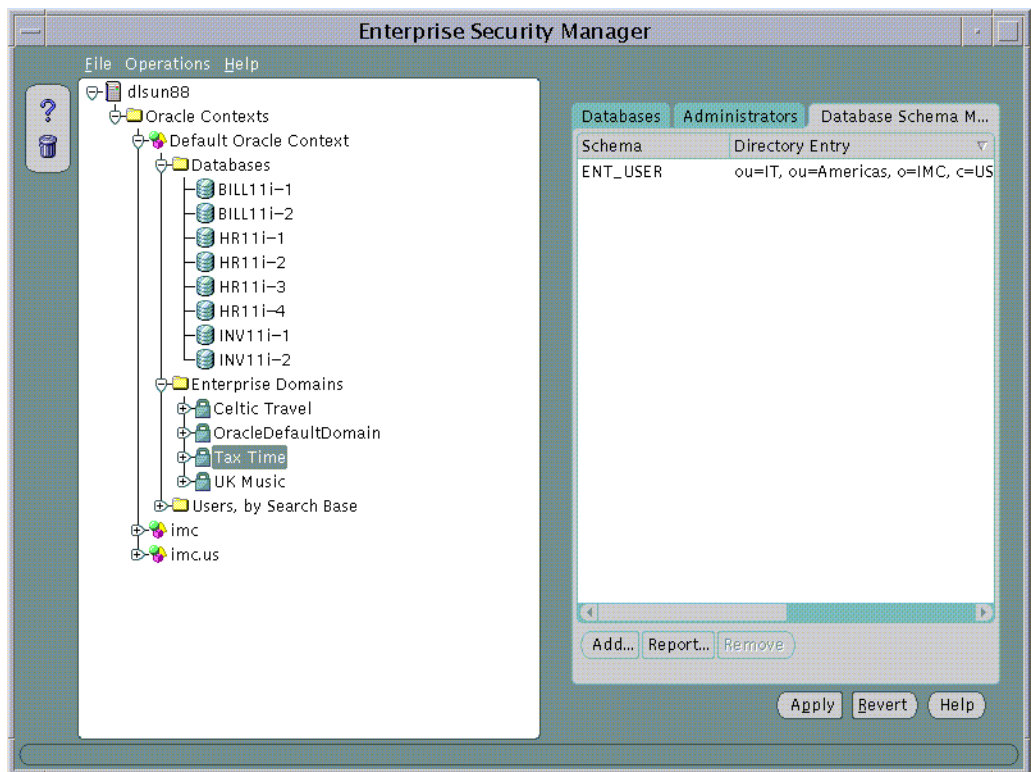 Enterprise Security Manager
File Operations Help
dlsun88
Oracle Contexts
Default Oracle Context
Databases
BILL11i-1
BILL11i-2
HR11i-1
HR11i-2
HR11i-3
HR11i-4
INV11i-1
INV11i-2
Enterprise Domains
Celtic Travel
OracleDefaultDomain
Tax Time
UK Music
Users, by Search Base
imc
imc.us
Databases Administrators Database Schema M...
Schema Directory Entry
ENT_USER ou=IT, ou=Americas, o=IMC, c=US
Add... Report... Remove
Apply Revert Help